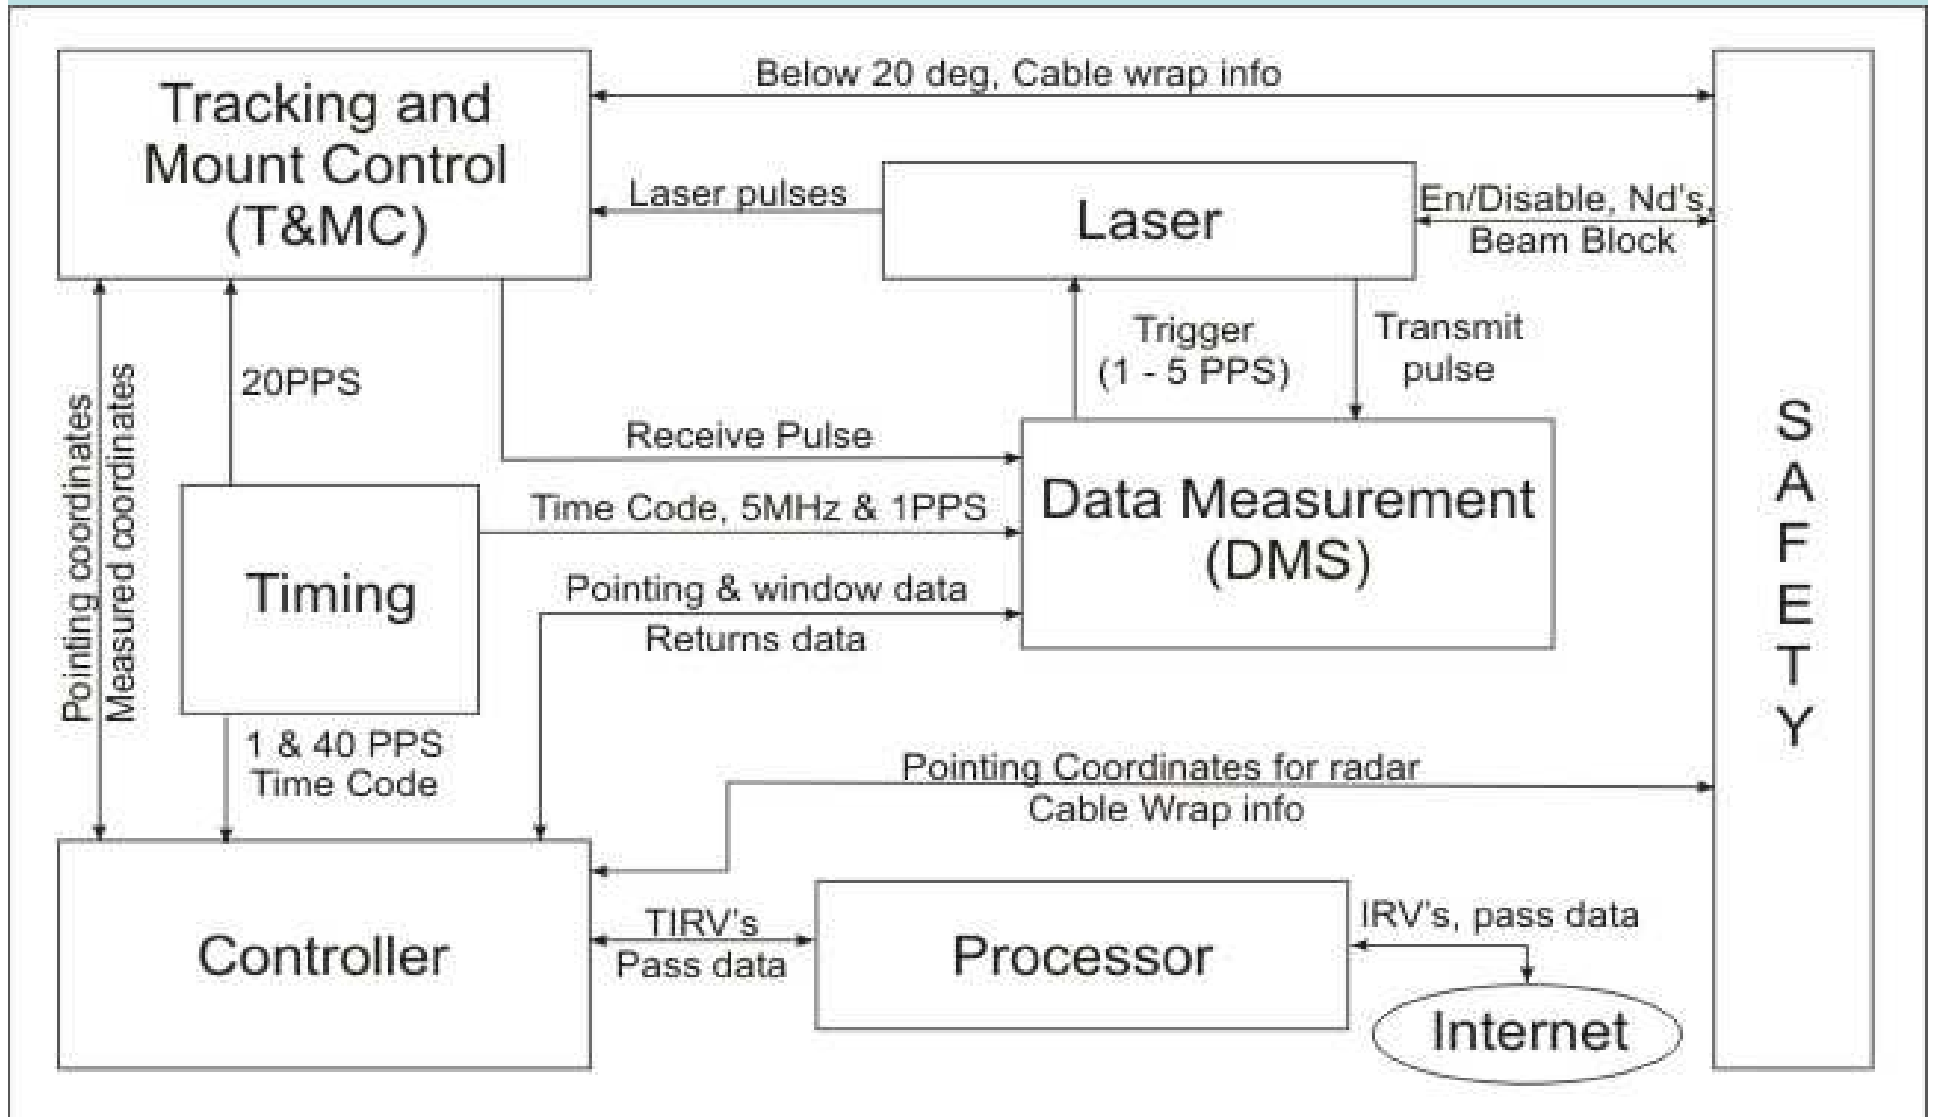 Tracking and
Mount Control
(T&MC)
Below 20 deg, Cable wrap info
Laser pulses
Laser
En/Disable, Nd's,
Beam Block
Trigger
(1 - 5 PPS)
Transmit
pulse
20PPS
Pointing coordinates
Measured coordinates
Receive Pulse
Time Code, 5MHz & 1PPS
Data Measurement
(DMS)
Timing
Pointing & window data
Returns data
1 & 40 PPS
Time Code
Pointing Coordinates for radar
Cable Wrap info
S
A
F
E
T
Y
Controller
TIRV's
Pass data
Processor
IRV's, pass data
Internet